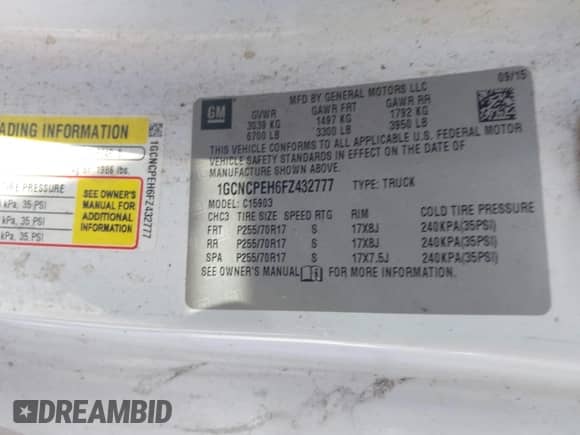 GM
MFD BY GENERAL MOTORS LLC
09/15
GVWR GAWR FRT GAWR RR
3039 KG 1497 KG 1792 KG
6700 LB 3300 LB 3950 LB
THIS VEHICLE CONFORMS TO ALL APPLICABLE U.S. FEDERAL MOTOR
VEHICLE SAFETY STANDARDS IN EFFECT ON THE DATE OF
MANUFACTURE SHOWN ABOVE.
1GCNCPEH6FZ432777 TYPE: TRUCK
MODEL: C15903
CHC3 TIRE SIZE SPEED RTG RIM COLD TIRE PRESSURE
FRT P255/70R17 S 17X8J 240KPA(35PSI)
RR P255/70R17 S 17X8J 240KPA(35PSI)
SPA P255/70R17 S 17X7.5J 240KPA(35PSI)
SEE OWNER'S MANUAL FOR MORE INFORMATION.
ADING INFORMATION
1986 lbs.
TIRE PRESSURE
kPa, 35 PSI
kPa, 35 PSI
kPa, 35 PSI
SEE OWNER'S
MANUAL FOR
ADDITIONAL
INFORMATION
1GCNCPEH6FZ432777
DREAMBID